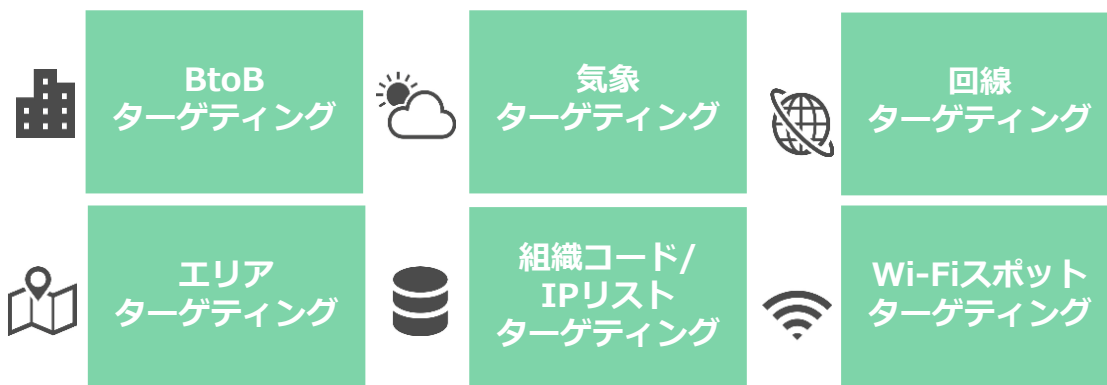 BtoB
ターゲティング
気象
ターゲティング
回線
ターゲティング
エリア
ターゲティング
組織コード/
IPリスト
ターゲティング
Wi-Fiスポット
ターゲティング